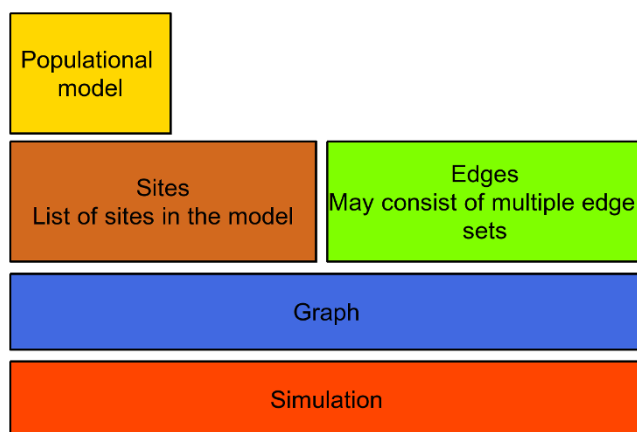 Populational
model
Sites
List of sites in the model
Edges
May consist of multiple edge
sets
Graph
Simulation